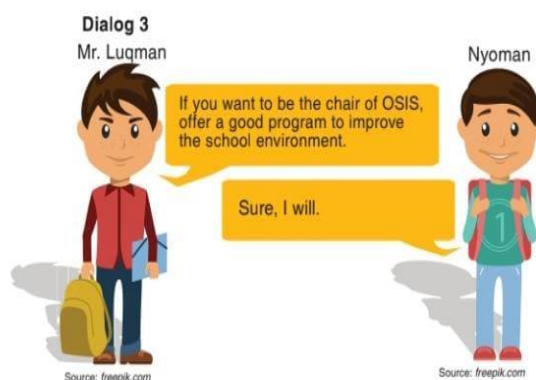 Dialog 3
Mr. Luqman
Nyoman
If you want to be the chair of OSIS,
offer a good program to improve
the school environment.
Sure, I will.
1
Source: freepik.com
Source: freepik.com